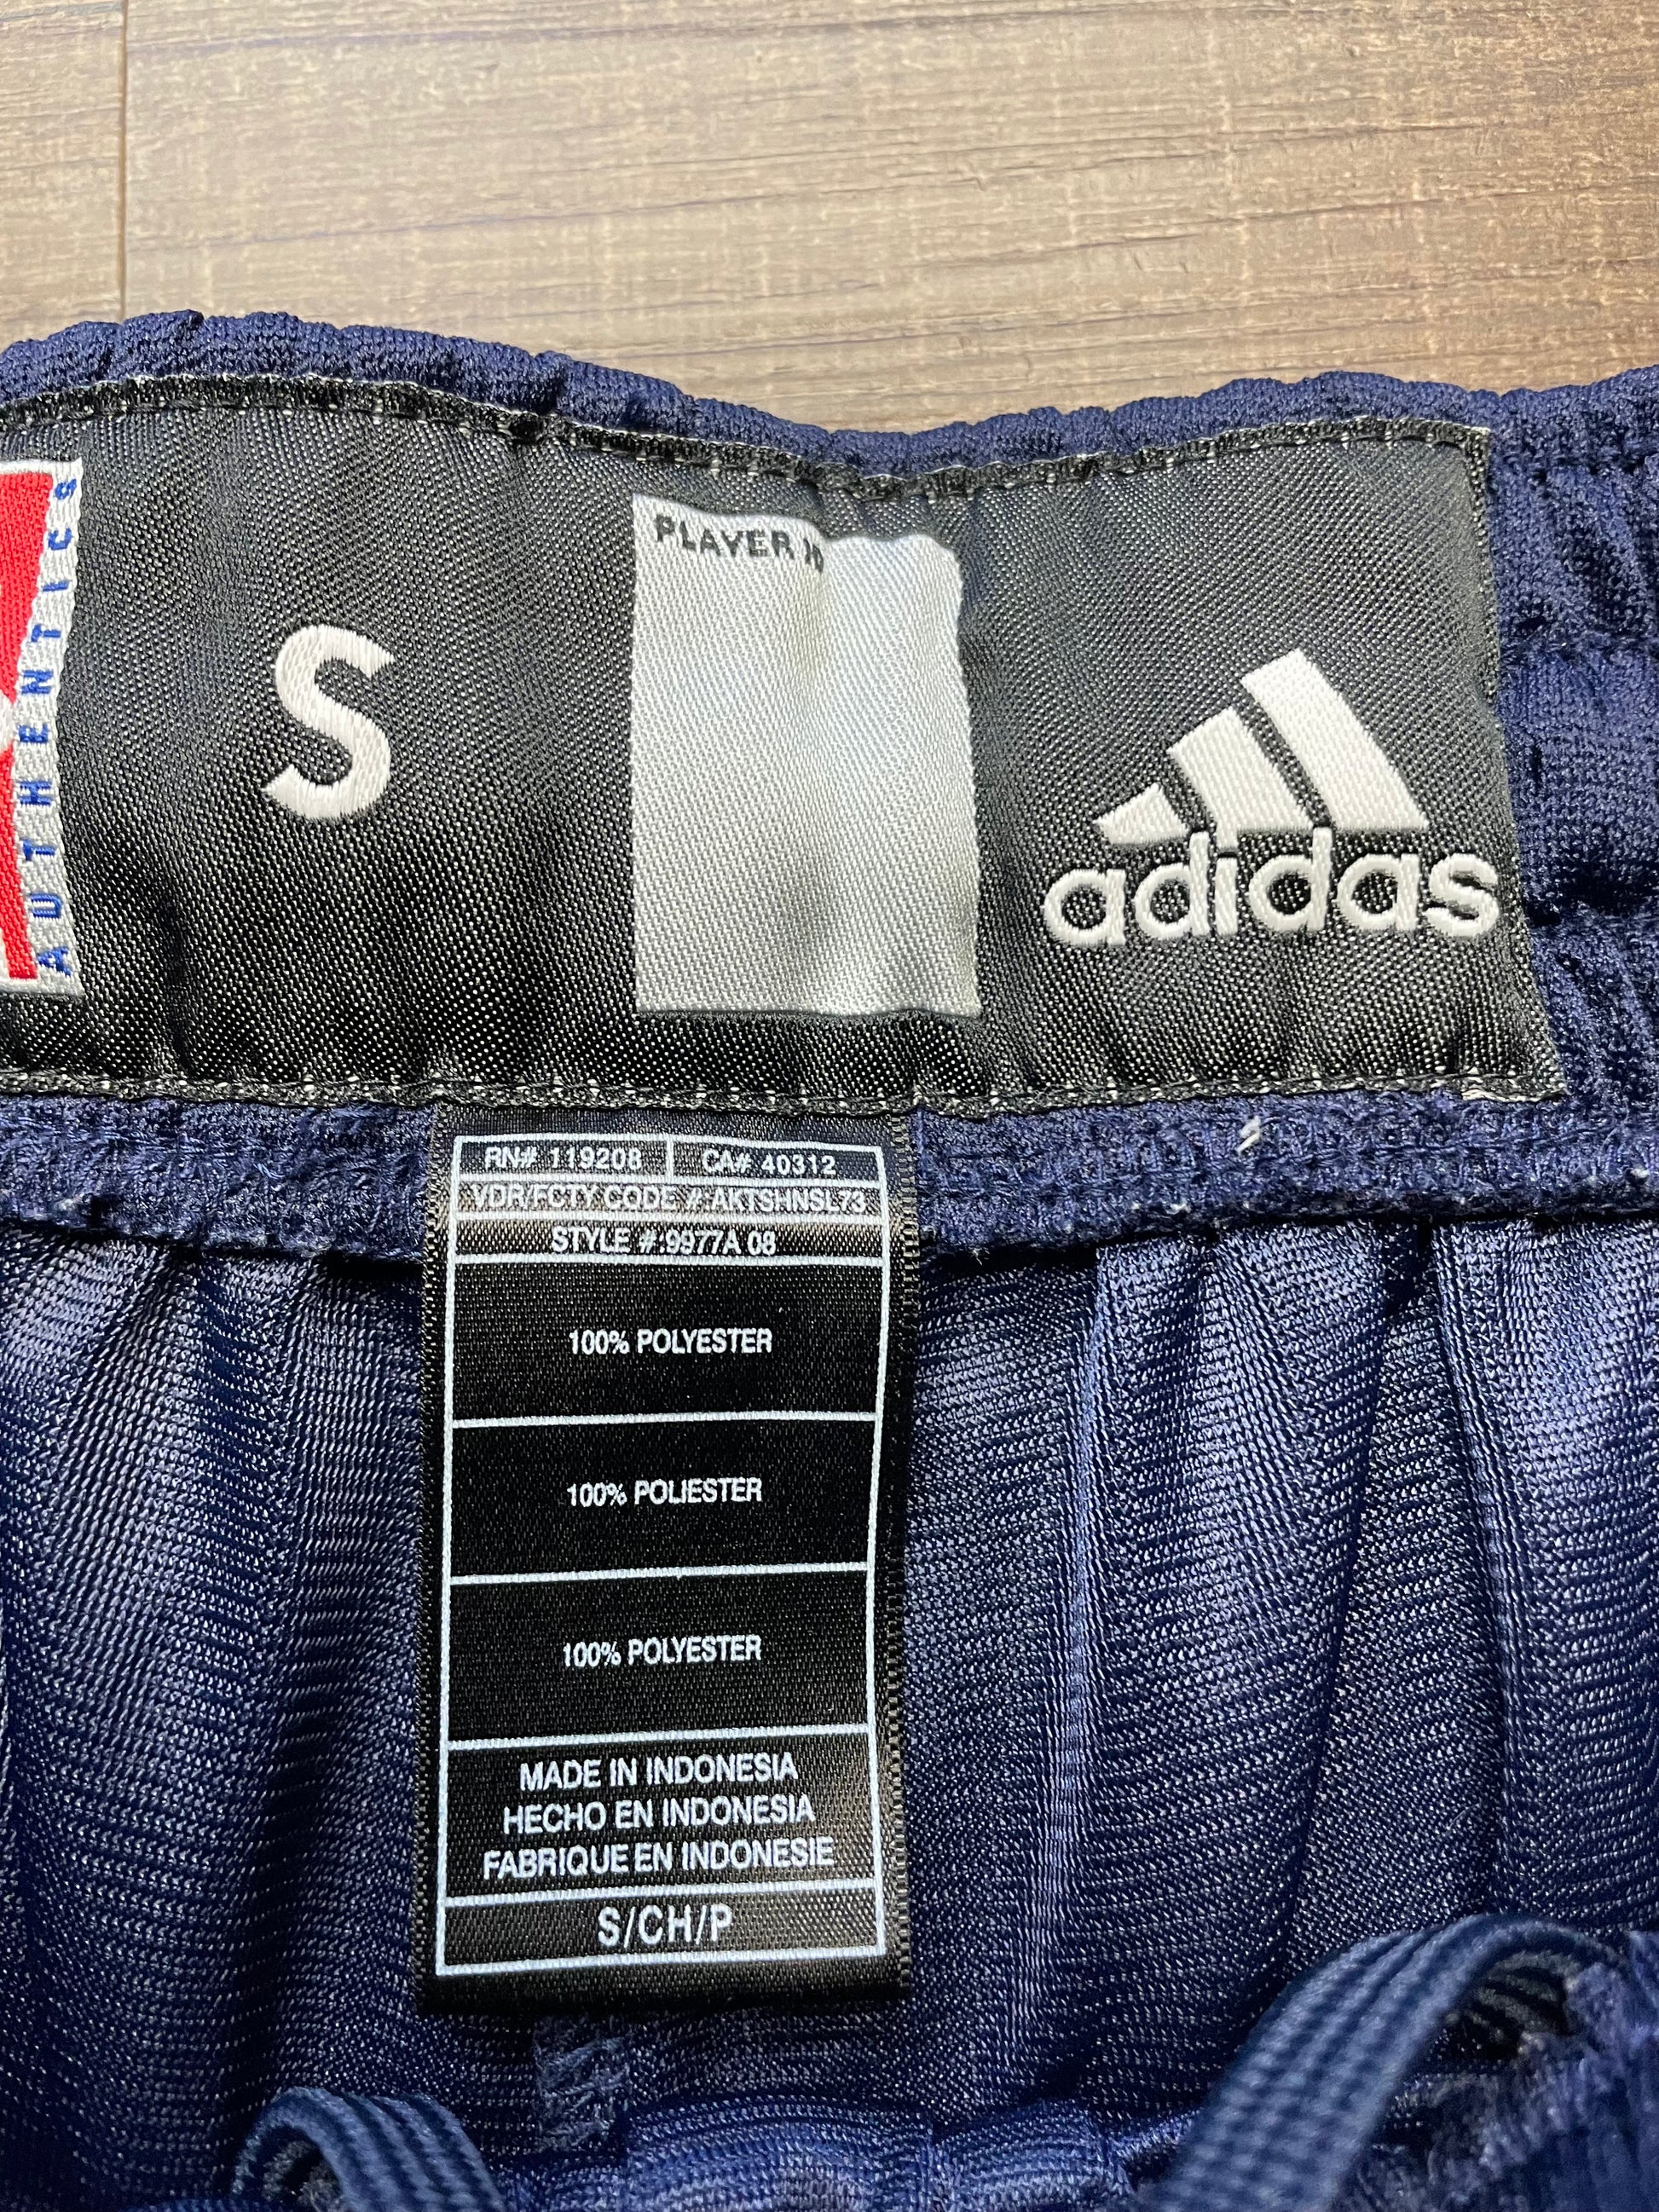 AUTHENTICS
S
PLAYER ID
adidas
RN# 119208 CA# 40312
VDR/FCTY CODE #:AKTSHNSL73
STYLE #:9977A 08
100% POLYESTER
100% POLIESTER
100% POLYESTER
MADE IN INDONESIA
HECHO EN INDONESIA
FABRIQUE EN INDONESIE
S/CH/P